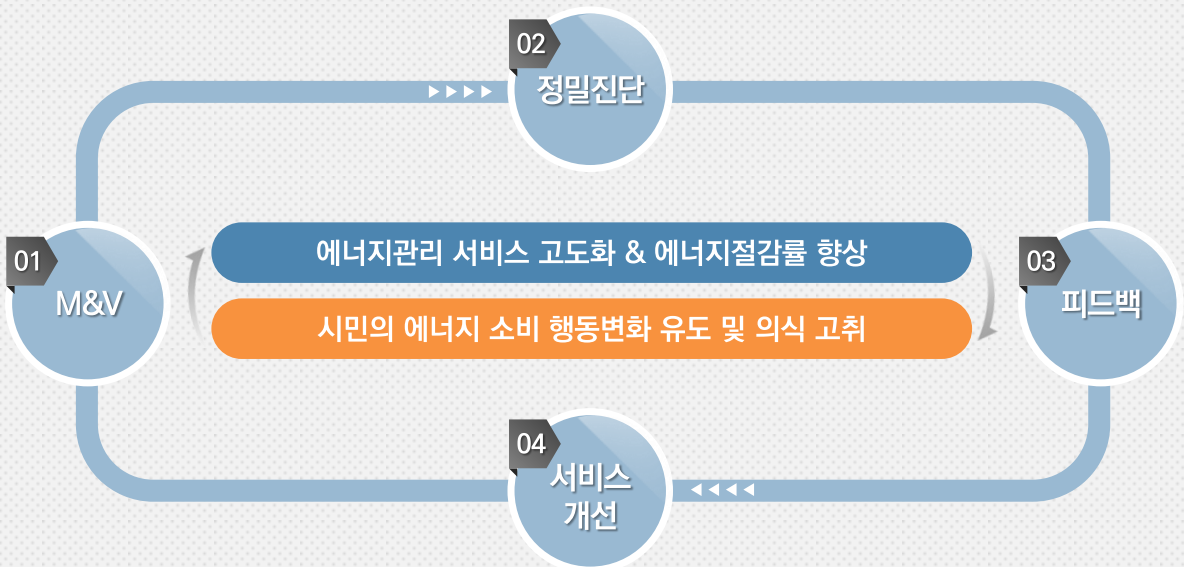 02
정밀진단
01
M&V
에너지관리 서비스 고도화 & 에너지절감률 향상
시민의 에너지 소비 행동변화 유도 및 의식 고취
03
피드백
04
서비스
개선